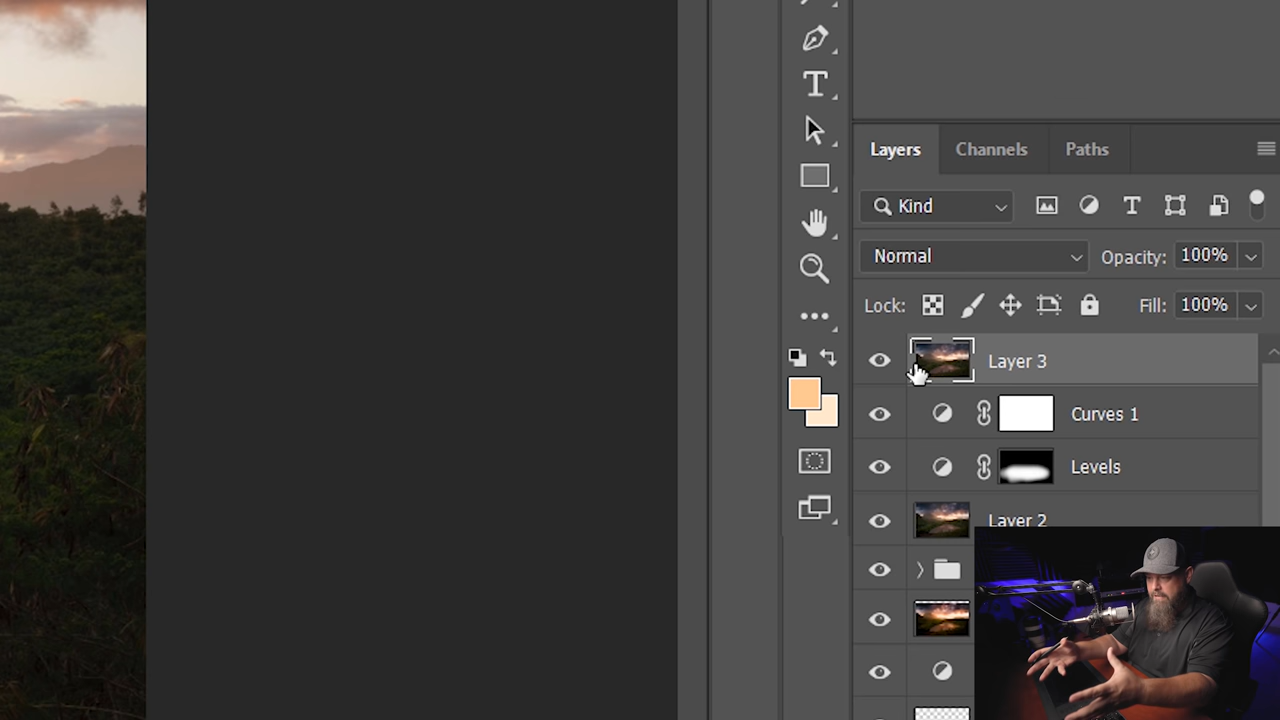 Layers Channels Paths
Kind
Normal Opacity: 100%
Lock: Fill: 100%
Layer 3
Curves 1
Levels
Layer 2